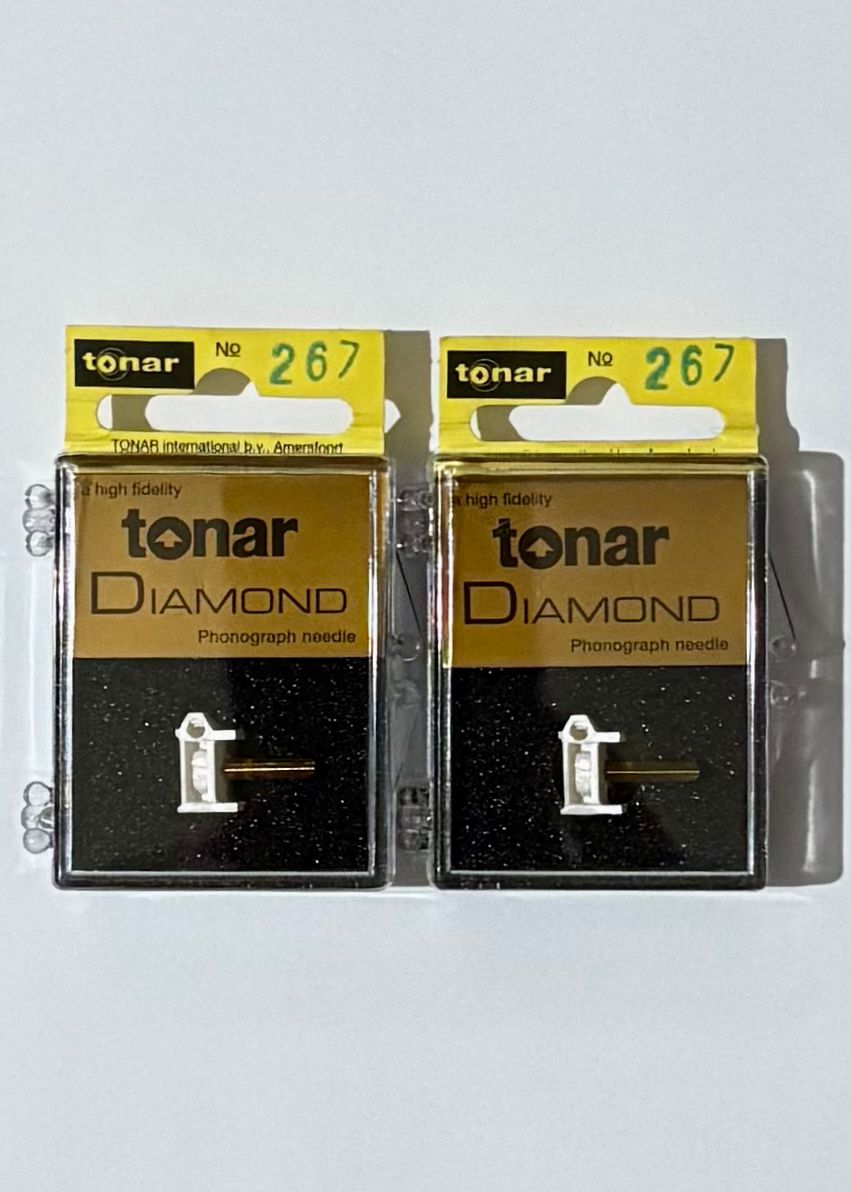 tonar No 267
TONAR international b.v., Amersfoort
a high fidelity
tonar
DIAMOND
Phonograph needle
tonar No 267
a high fidelity
tonar
DIAMOND
Phonograph needle